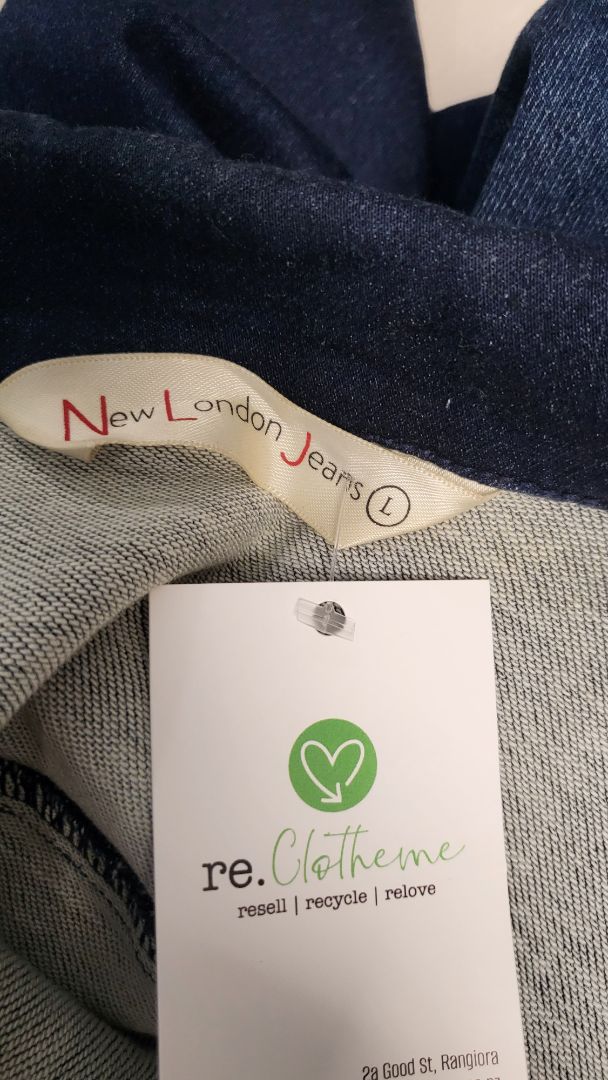 New London Jeans L
re.Clotheme
resell | recycle | relove
2a Good St, Rangiora